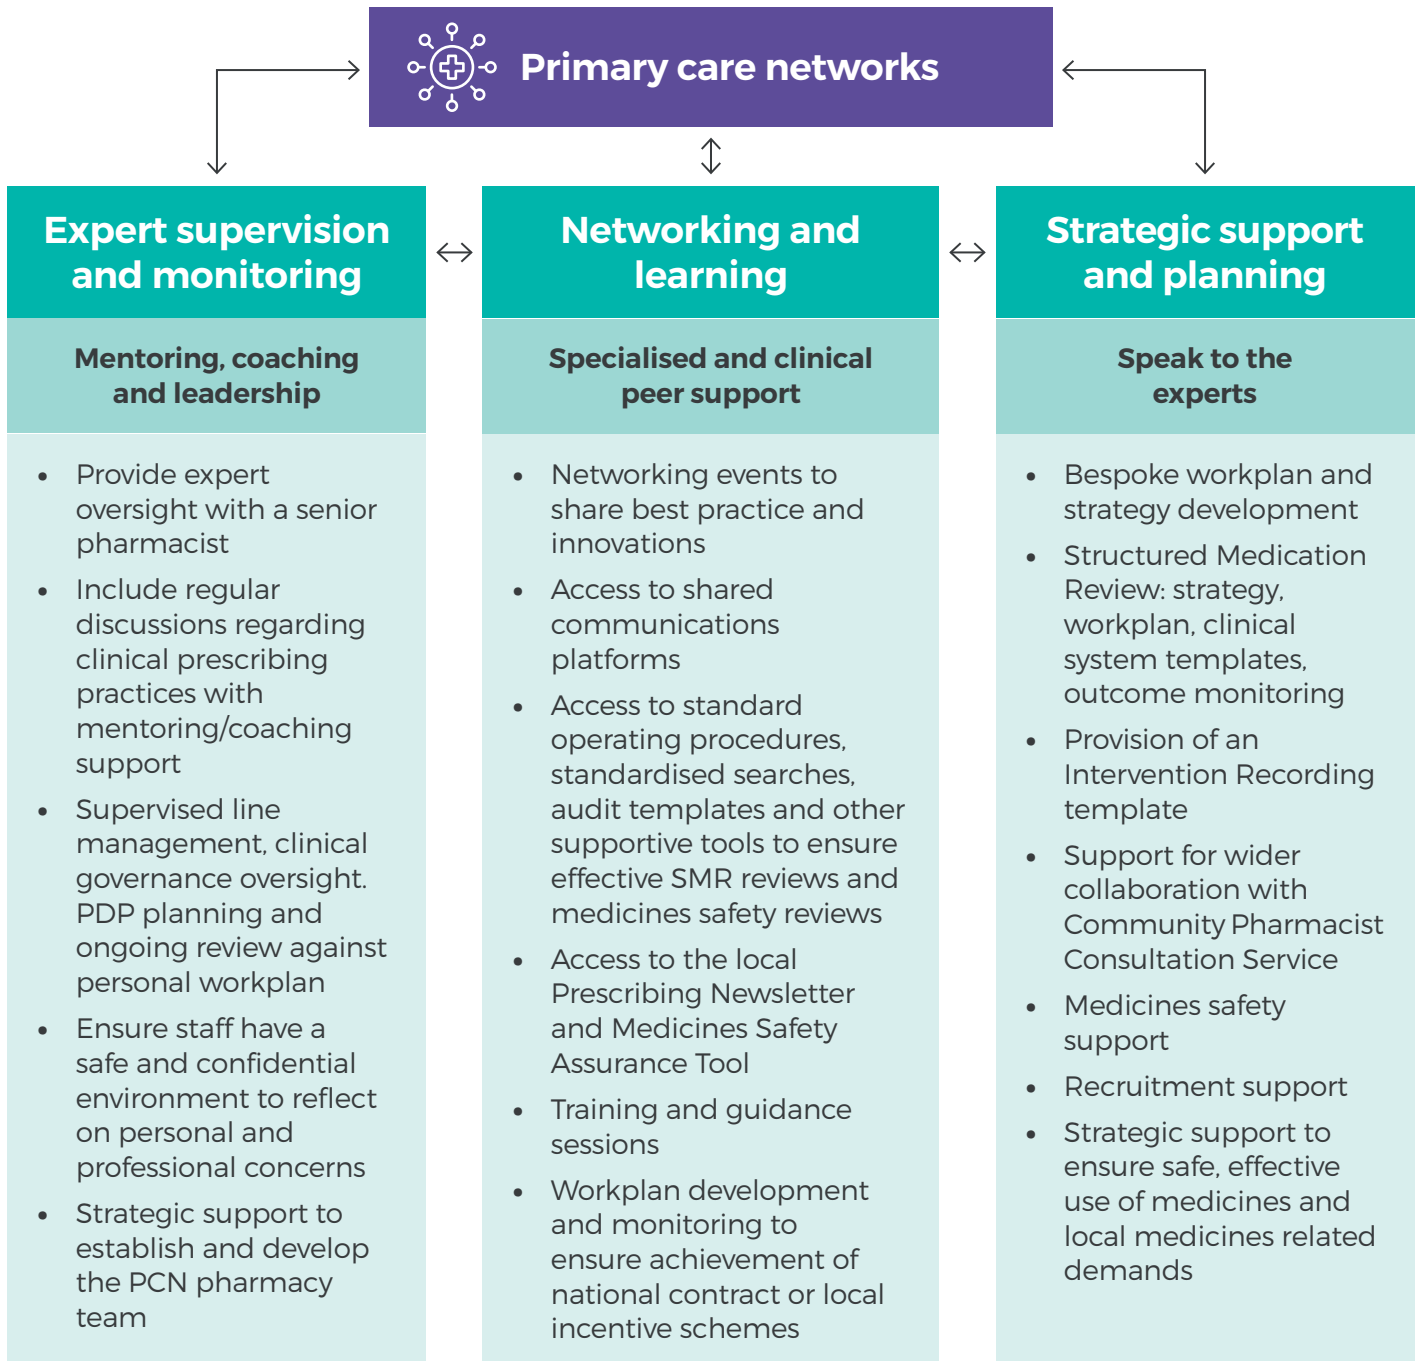 Primary care networks
Expert supervision
and monitoring
Mentoring, coaching
and leadership
• Provide expert
oversight with a senior
pharmacist
• Include regular
discussions regarding
clinical prescribing
practices with
mentoring/coaching
support
• Supervised line
management, clinical
governance oversight.
PDP planning and
ongoing review against
personal workplan
• Ensure staff have a
safe and confidential
environment to reflect
on personal and
professional concerns
• Strategic support to
establish and develop
the PCN pharmacy
team
Networking and
learning
Specialised and clinical
peer support
• Networking events to
share best practice and
innovations
• Access to shared
communications
platforms
• Access to standard
operating procedures,
standardised searches,
audit templates and other
supportive tools to ensure
effective SMR reviews and
medicines safety reviews
• Access to the local
Prescribing Newsletter
and Medicines Safety
Assurance Tool
• Training and guidance
sessions
• Workplan development
and monitoring to
ensure achievement of
national contract or local
incentive schemes
Strategic support
and planning
Speak to the
experts
• Bespoke workplan and
strategy development
• Structured Medication
Review: strategy,
workplan, clinical
system templates,
outcome monitoring
• Provision of an
Intervention Recording
template
• Support for wider
collaboration with
Community Pharmacist
Consultation Service
• Medicines safety
support
• Recruitment support
• Strategic support to
ensure safe, effective
use of medicines and
local medicines related
demands